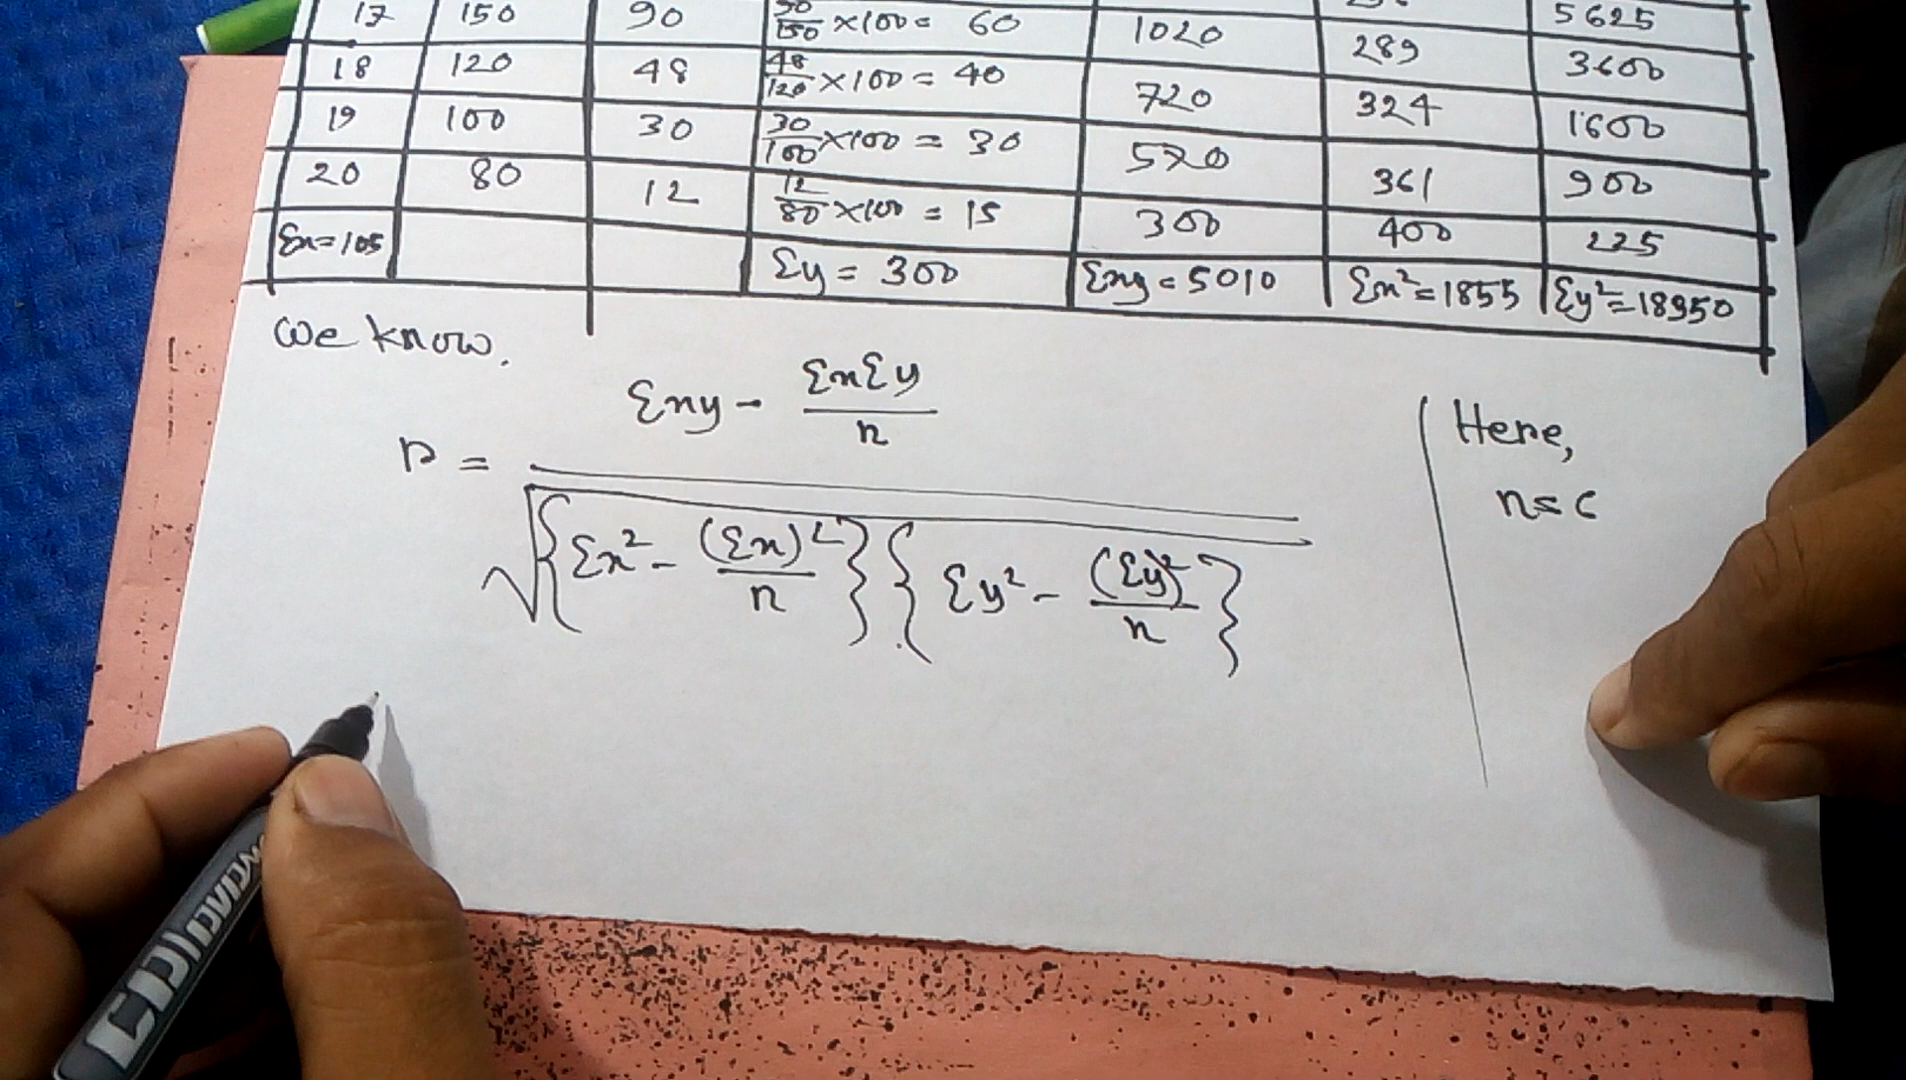 17 150 90 90/150 ×100 = 60 1020 289 5625
18 120 48 48/120 ×100 = 40 720 324 3600
19 100 30 30/100 ×100 = 30 570 361 1600
20 80 12 12/80 ×100 = 15 300 400 900
225
Σx=105 Σy = 300 Σxy = 5010 Σx²=1855 Σy²=18950
We know,
r = (Σxy - ΣxΣy/n) / √{Σx² - (Σx)²/n}{Σy² - (Σy)²/n}
Here,
n=6